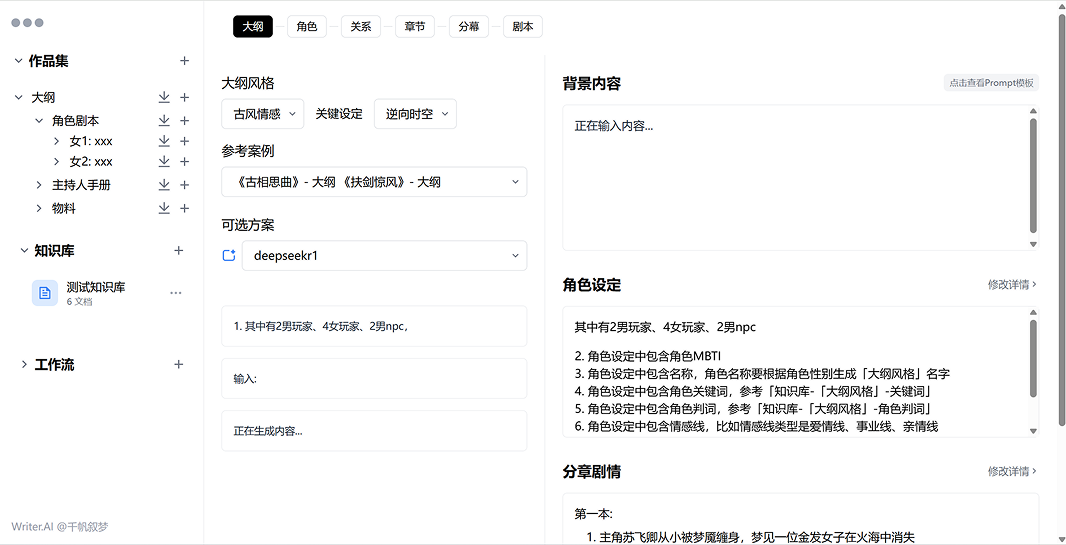 大纲
角色
关系
章节
分幕
剧本
作品集
大纲
角色剧本
女1: xxx
女2: xxx
主持人手册
物料
知识库
测试知识库
6 文档
工作流
Writer.AI @千帆叙梦
大纲风格
古风情感
关键设定
逆向时空
参考案例
《古相思曲》- 大纲 《扶剑惊风》- 大纲
可选方案
deepseekr1
1. 其中有2男玩家、4女玩家、2男npc,
输入:
正在生成内容...
背景内容
点击查看Prompt模板
正在输入内容...
角色设定
修改详情
其中有2男玩家、4女玩家、2男npc
2. 角色设定中包含角色MBTI
3. 角色设定中包含名称，角色名称要根据角色性别生成「大纲风格」名字
4. 角色设定中包含角色关键词，参考「知识库-「大纲风格」-关键词」
5. 角色设定中包含角色判词，参考「知识库-「大纲风格」-角色判词」
6. 角色设定中包含情感线，比如情感线类型是爱情线、事业线、亲情线
分章剧情
修改详情
第一本:
1. 主角苏飞卿从小被梦魇缠身，梦见一位金发女子在火海中消失